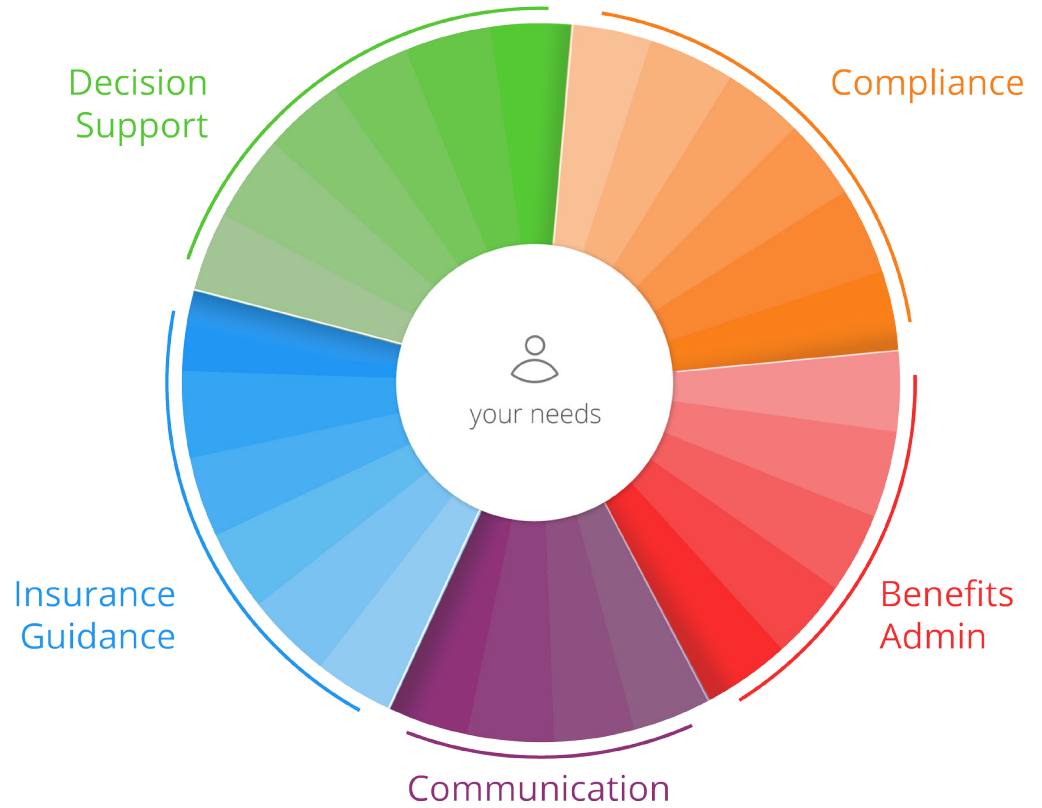 Decision
Support
Compliance
your needs
Insurance
Guidance
Benefits
Admin
Communication